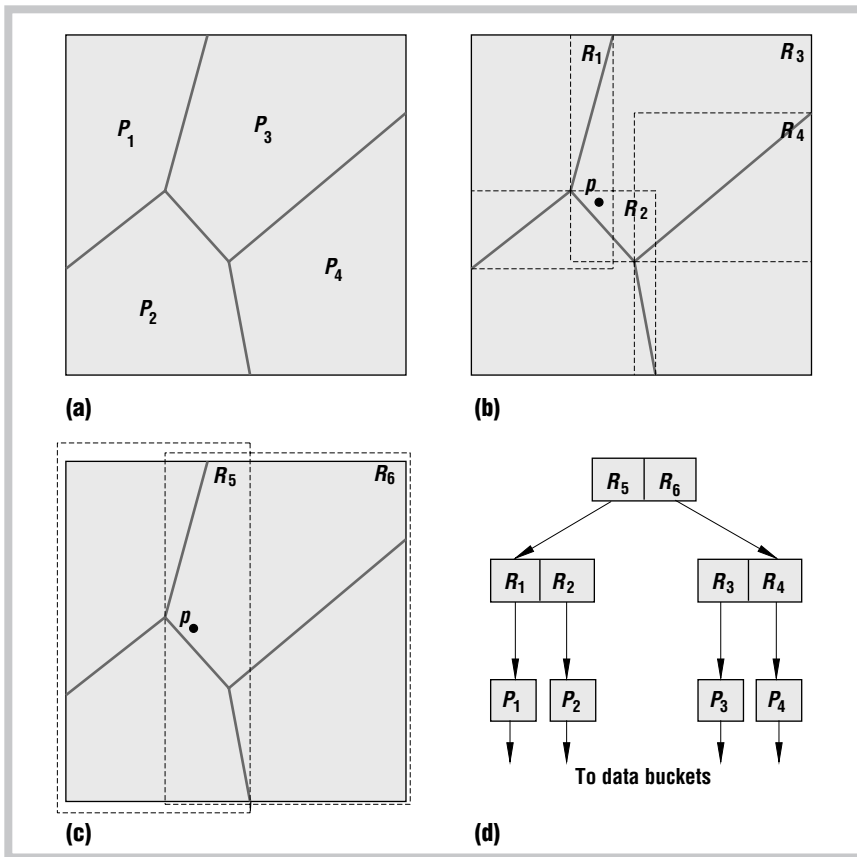 P1
P3
P2
P4
(a)
R1
R3
R4
p
R2
(b)
R5
R6
p
(c)
R5 R6
R1 R2
R3 R4
P1
P2
P3
P4
To data buckets
(d)